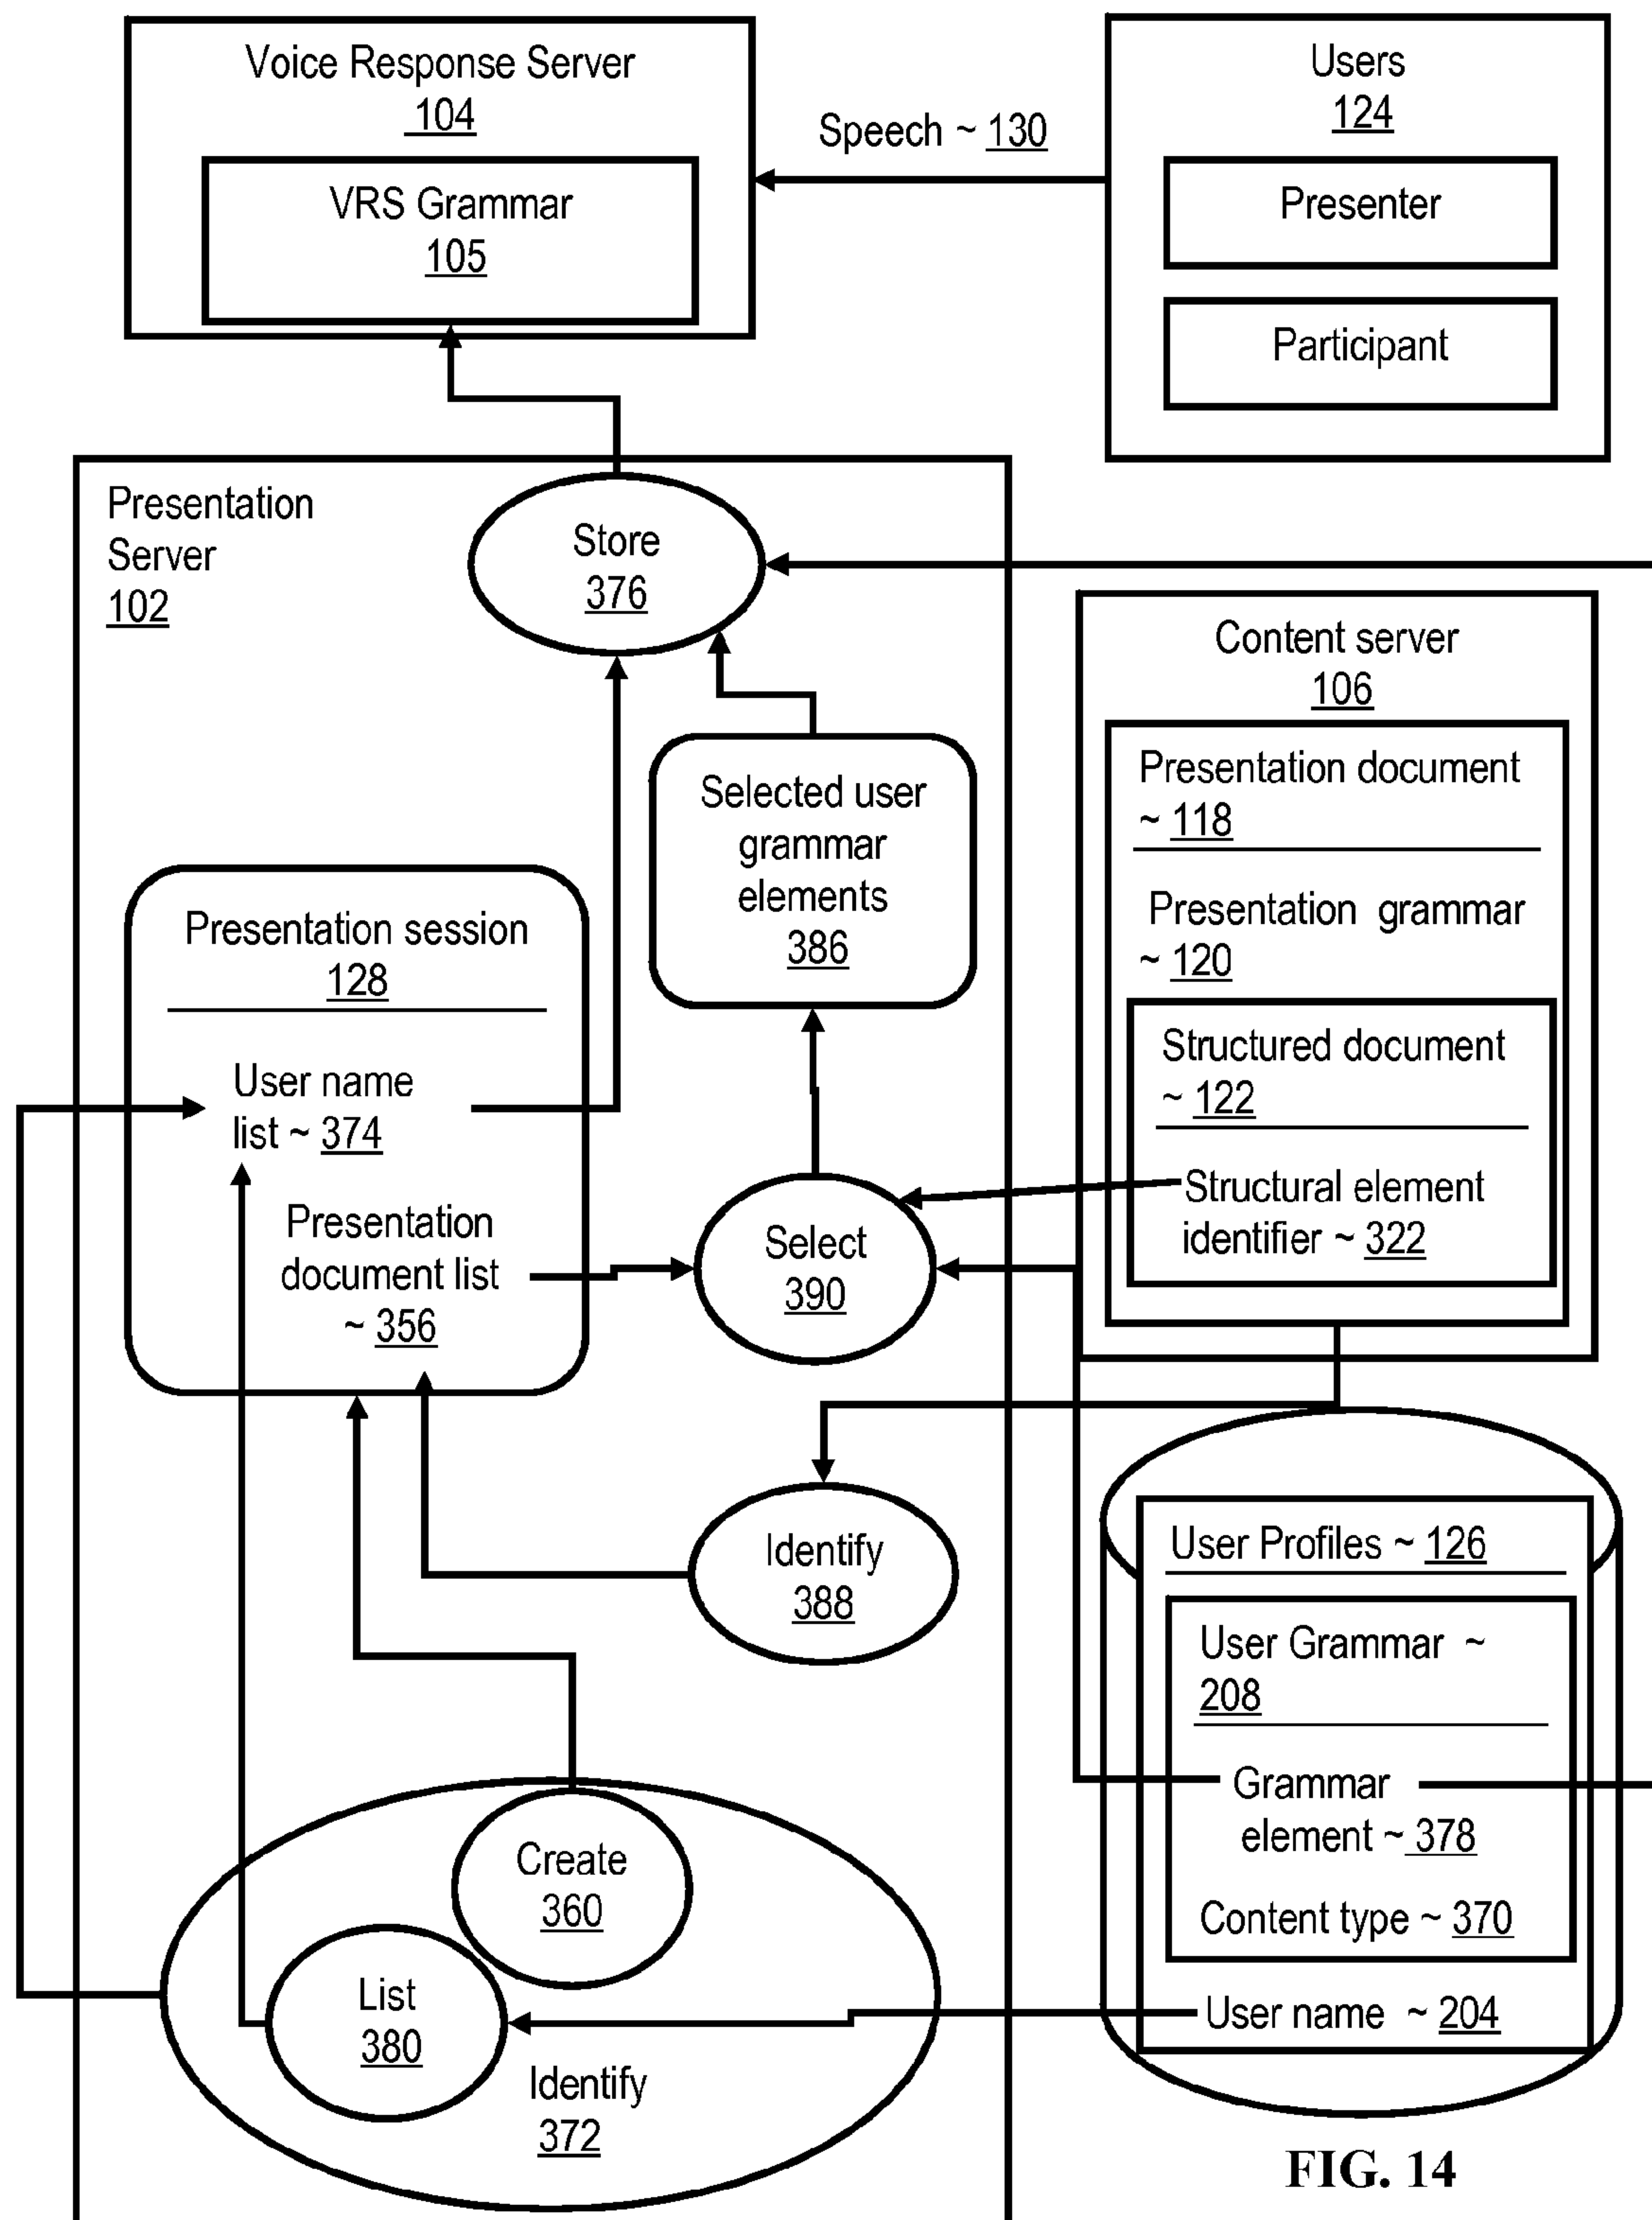 Voice Response Server
104
VRS Grammar
105
Speech ~ 130
Users
124
Presenter
Participant
Presentation
Server
102
Store
376
Selected user
grammar
elements
386
Presentation session
128
User name
list ~ 374
Presentation
document list
~ 356
Select
390
Content server
106
Presentation document
~ 118
Presentation grammar
~ 120
Structured document
~ 122
Structural element
identifier ~ 322
Identify
388
User Profiles ~ 126
User Grammar ~
208
Grammar
element ~ 378
Content type ~ 370
User name ~ 204
Create
360
List
380
Identify
372
FIG. 14